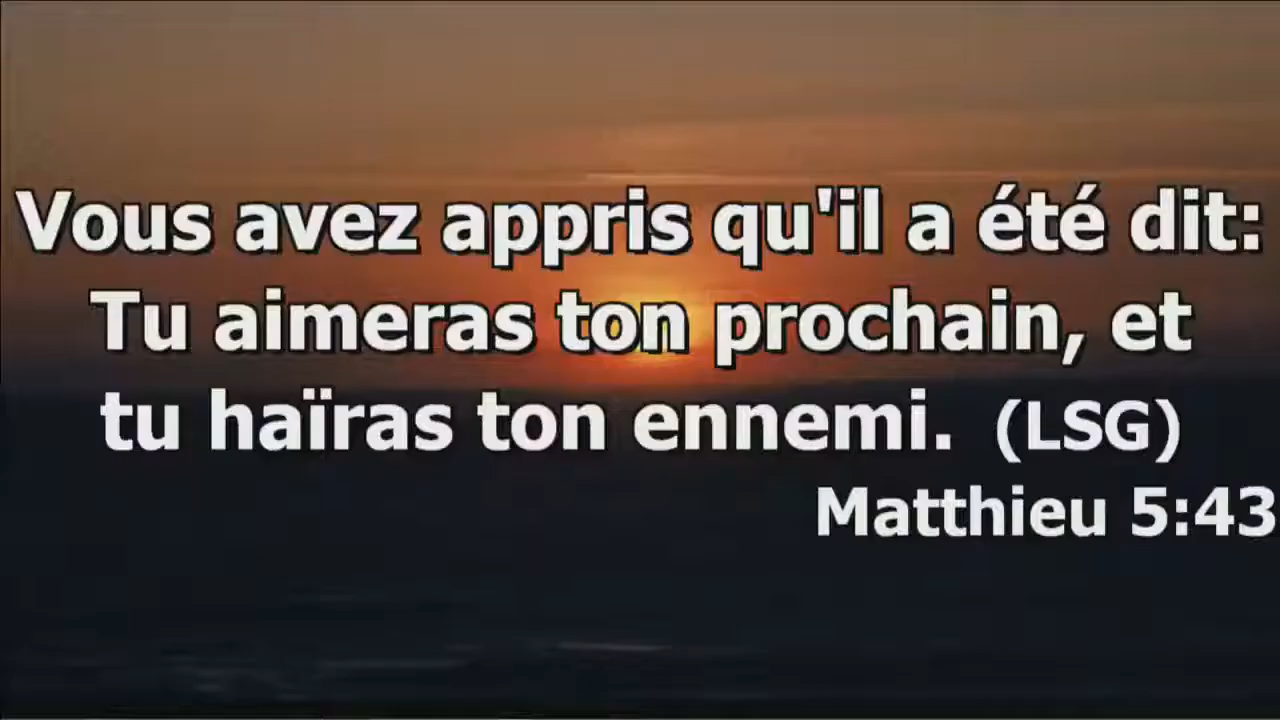 Vous avez appris qu'il a été dit:
Tu aimeras ton prochain, et
tu haïras ton ennemi. (LSG)
Matthieu 5:43